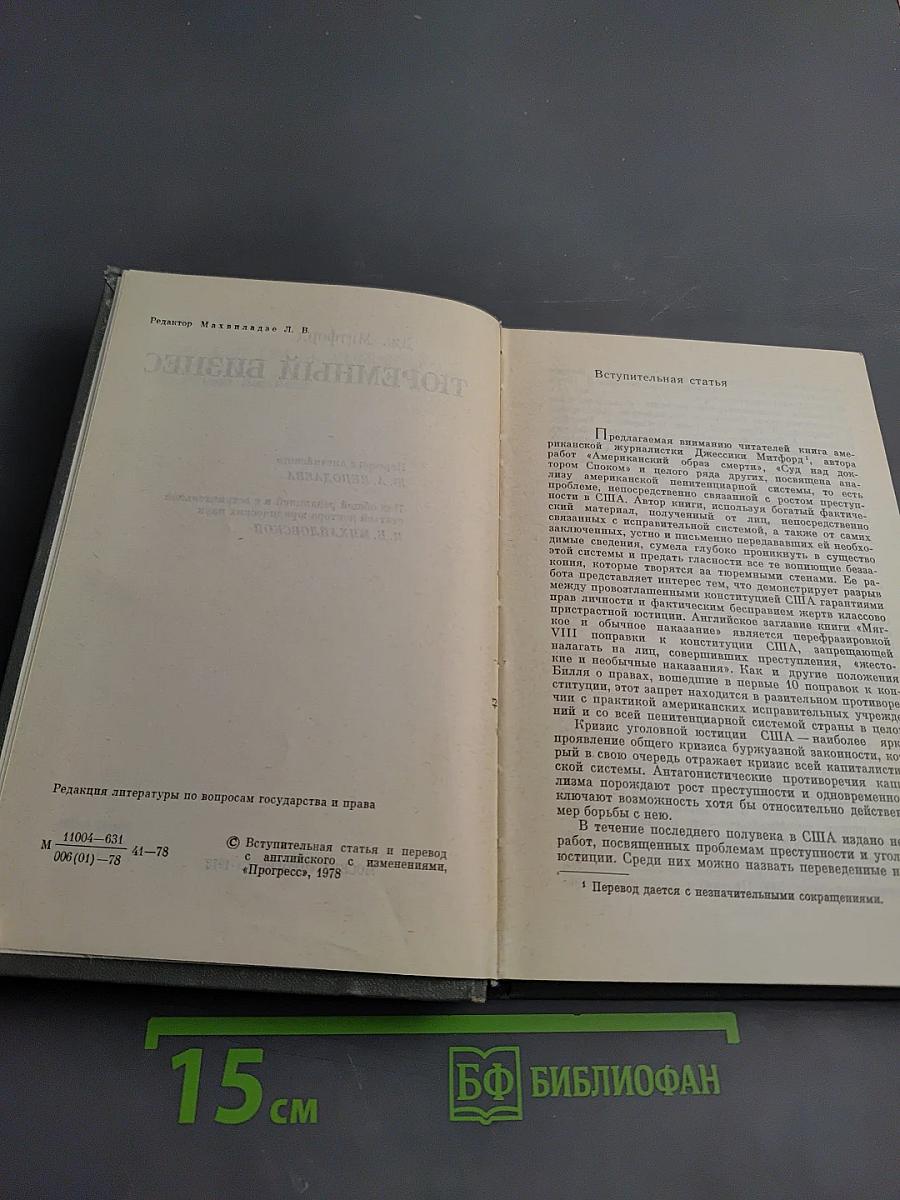 Редактор Махвиладзе Л. В.
ТЮРЕМНЫЙ БИЗНЕС
Редакция литературы по вопросам государства и права
М 11004—631
006(01)—78 41—78
© Вступительная статья и перевод
с английского с изменениями,
«Прогресс», 1978
Вступительная статья
Предлагаемая вниманию читателей книга аме-
риканской журналистки Джессики Митфорд¹, автора
работ «Американский образ смерти», «Суд над док-
тором Споком» и целого ряда других, посвящена ана-
лизу американской пенитенциарной системы, то есть
проблеме, непосредственно связанной с ростом преступ-
ности в США. Автор книги, используя богатый фактиче-
ский материал, полученный от лиц, непосредственно
связанных с исправительной системой, а также от самих
заключенных, устно и письменно передававших ей необхо-
димые сведения, сумела глубоко проникнуть в существо
этой системы и предать гласности все те вопиющие безза-
кония, которые творятся за тюремными стенами. Ее ра-
бота представляет интерес тем, что демонстрирует разрыв
между провозглашенными конституцией США гарантиями
прав личности и фактическим бесправием жертв классово
пристрастной юстиции. Английское заглавие книги «Мяг-
кое и обычное наказание» является перефразировкой
VIII поправки к конституции США, запрещающей
налагать на лиц, совершивших преступления, «жесто-
кие и необычные наказания». Как и другие положения
Билля о правах, вошедшие в первые 10 поправок к кон-
ституции, этот запрет находится в разительном противоре-
чии с практикой американских исправительных учрежде-
ний и со всей пенитенциарной системой страны в цело
Кризис уголовной юстиции США — наиболее ярк
проявление общего кризиса буржуазной законности, ко
рый в свою очередь отражает кризис всей капиталисти
ской системы. Антагонистические противоречия капи
лизма порождают рост преступности и одновременно
ключают возможность хотя бы относительно действен
мер борьбы с нею.
В течение последнего полувека в США издано не
работ, посвященных проблемам преступности и угол
юстиции. Среди них можно назвать переведенные н
¹ Перевод дается с незначительными сокращениями.
15 см
БФ БИБЛИОФАН